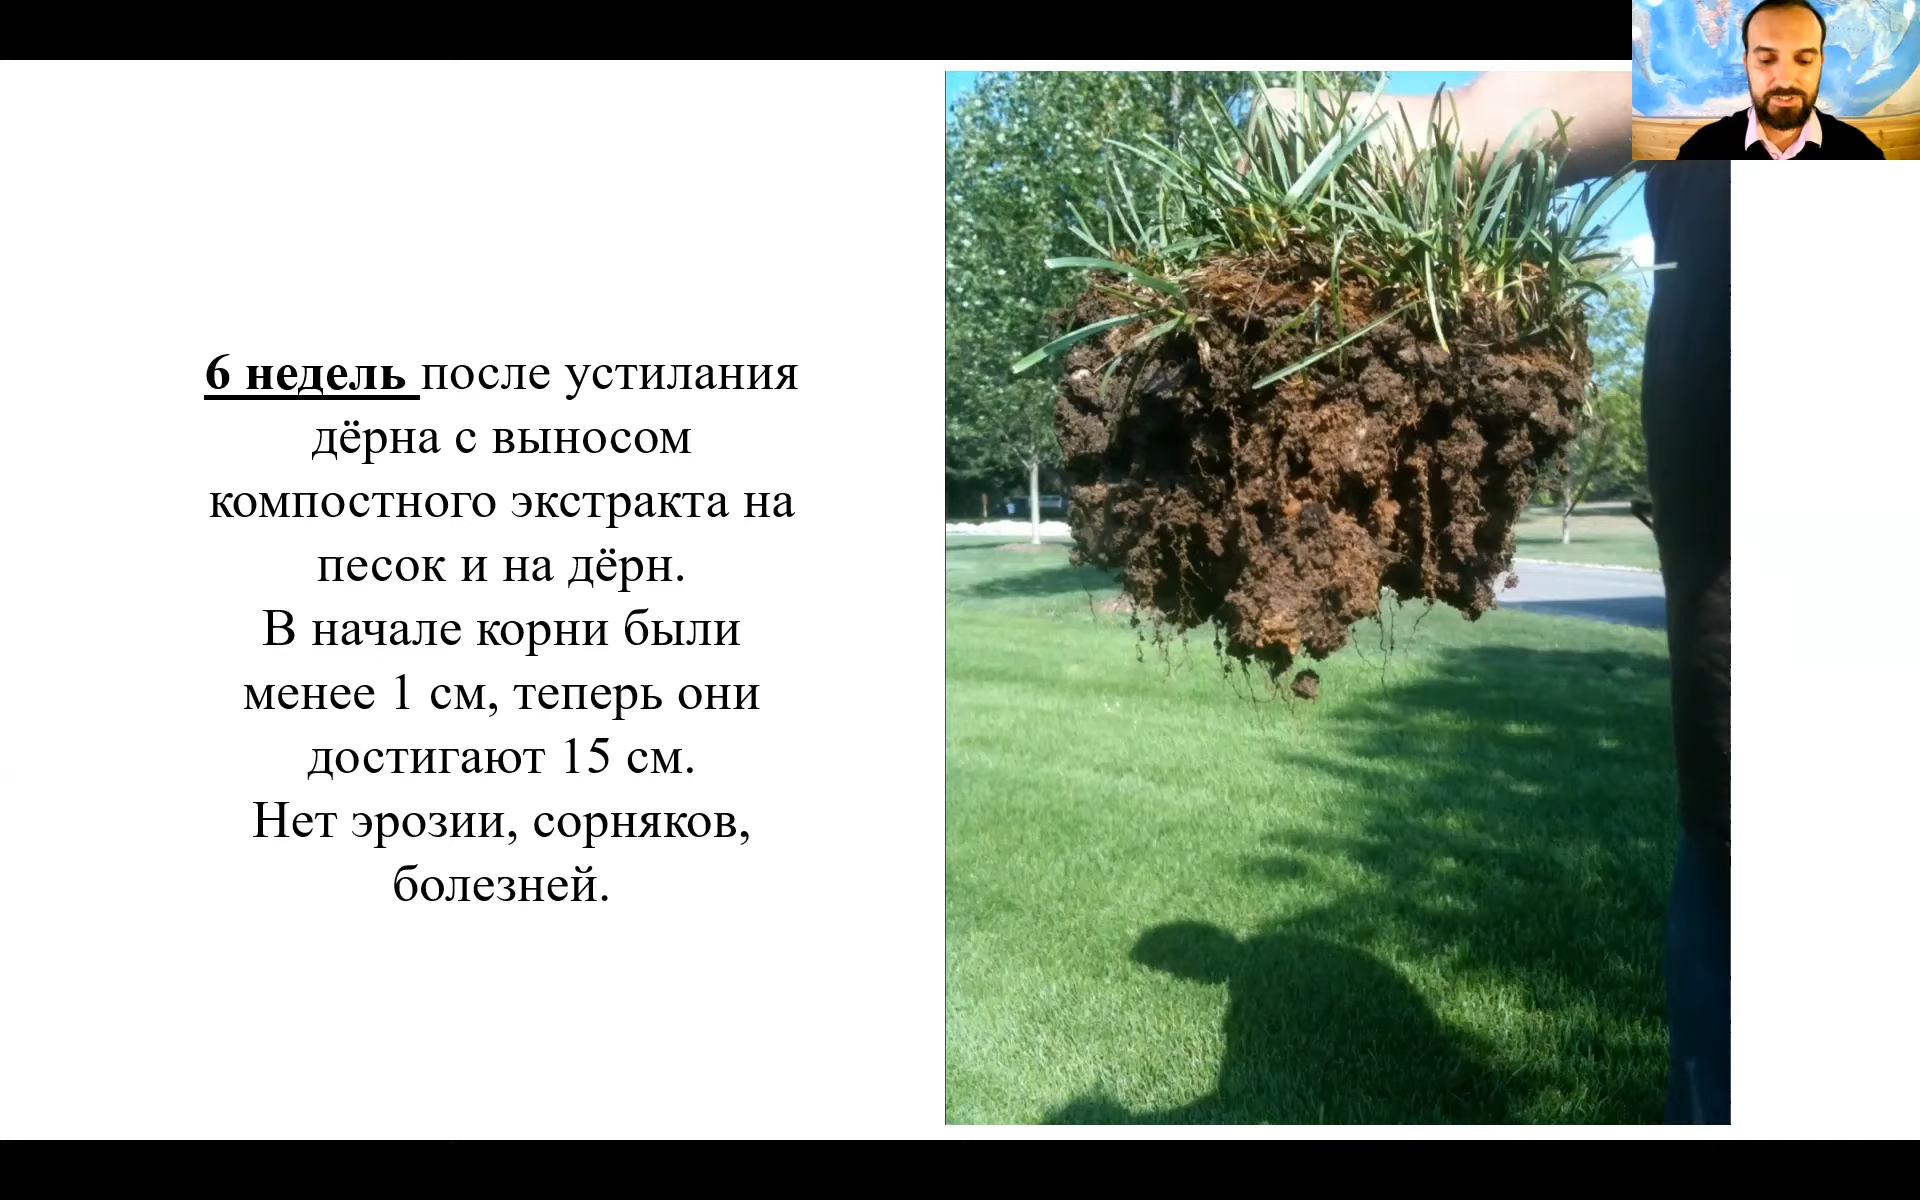 6 недель после устилания
дёрна с выносом
компостного экстракта на
песок и на дёрн.
В начале корни были
менее 1 см, теперь они
достигают 15 см.
Нет эрозии, сорняков,
болезней.